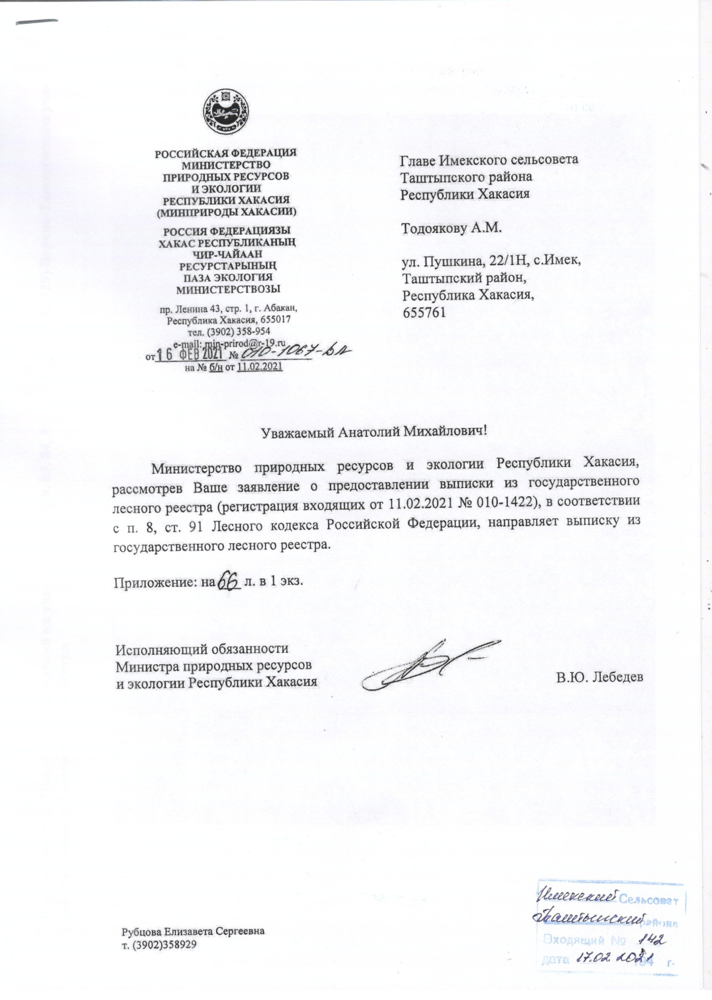 РОССИЙСКАЯ ФЕДЕРАЦИЯ
МИНИСТЕРСТВО
ПРИРОДНЫХ РЕСУРСОВ
И ЭКОЛОГИИ
РЕСПУБЛИКИ ХАКАСИЯ
(МИНПРИРОДЫ ХАКАСИИ)
РОССИЯ ФЕДЕРАЦИЯЗЫ
ХАКАС РЕСПУБЛИКАНЫҢ
ЧИР-ЧАЙААН
РЕСУРСТАРЫНЫҢ
ПАЗА ЭКОЛОГИЯ
МИНИСТЕРСТВОЗЫ
пр. Ленина 43, стр. 1, г. Абакан,
Республика Хакасия, 655017
тел. (3902) 358-954
e-mail: min-prirod@r-19.ru
от 16 ФЕВ 2021 № 010-1067-ВЛ
на № б/н от 11.02.2021
Главе Имекского сельсовета
Таштыпского района
Республики Хакасия
Тодоякову А.М.
ул. Пушкина, 22/1Н, с.Имек,
Таштыпский район,
Республика Хакасия,
655761
Уважаемый Анатолий Михайлович!
Министерство природных ресурсов и экологии Республики Хакасия,
рассмотрев Ваше заявление о предоставлении выписки из государственного
лесного реестра (регистрация входящих от 11.02.2021 № 010-1422), в соответствии
с п. 8, ст. 91 Лесного кодекса Российской Федерации, направляет выписку из
государственного лесного реестра.
Приложение: на 66 л. в 1 экз.
Исполняющий обязанности
Министра природных ресурсов
и экологии Республики Хакасия
В.Ю. Лебедев
Рубцова Елизавета Сергеевна
т. (3902)358929
Имекский Сельсовет
Таштыпский района
Входящий № 142
дата 17.02 2021 г.